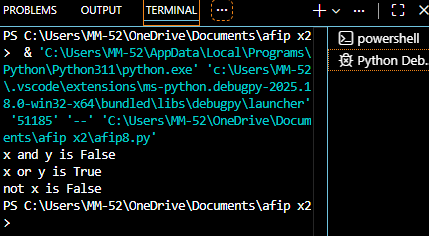 PROBLEMS OUTPUT TERMINAL ...
powershell
Python Deb...
PS C:\Users\MM-52\OneDrive\Documents\afip x2
> & 'C:\Users\MM-52\AppData\Local\Programs\
Python\Python311\python.exe' 'c:\Users\MM-52
\.vscode\extensions\ms-python.debugpy-2025.1
8.0-win32-x64\bundled\libs\debugpy\launcher'
 '51185' '--' 'C:\Users\MM-52\OneDrive\Docum
ents\afip x2\afip8.py'
x and y is False
x or y is True
not x is False
PS C:\Users\MM-52\OneDrive\Documents\afip x2
>